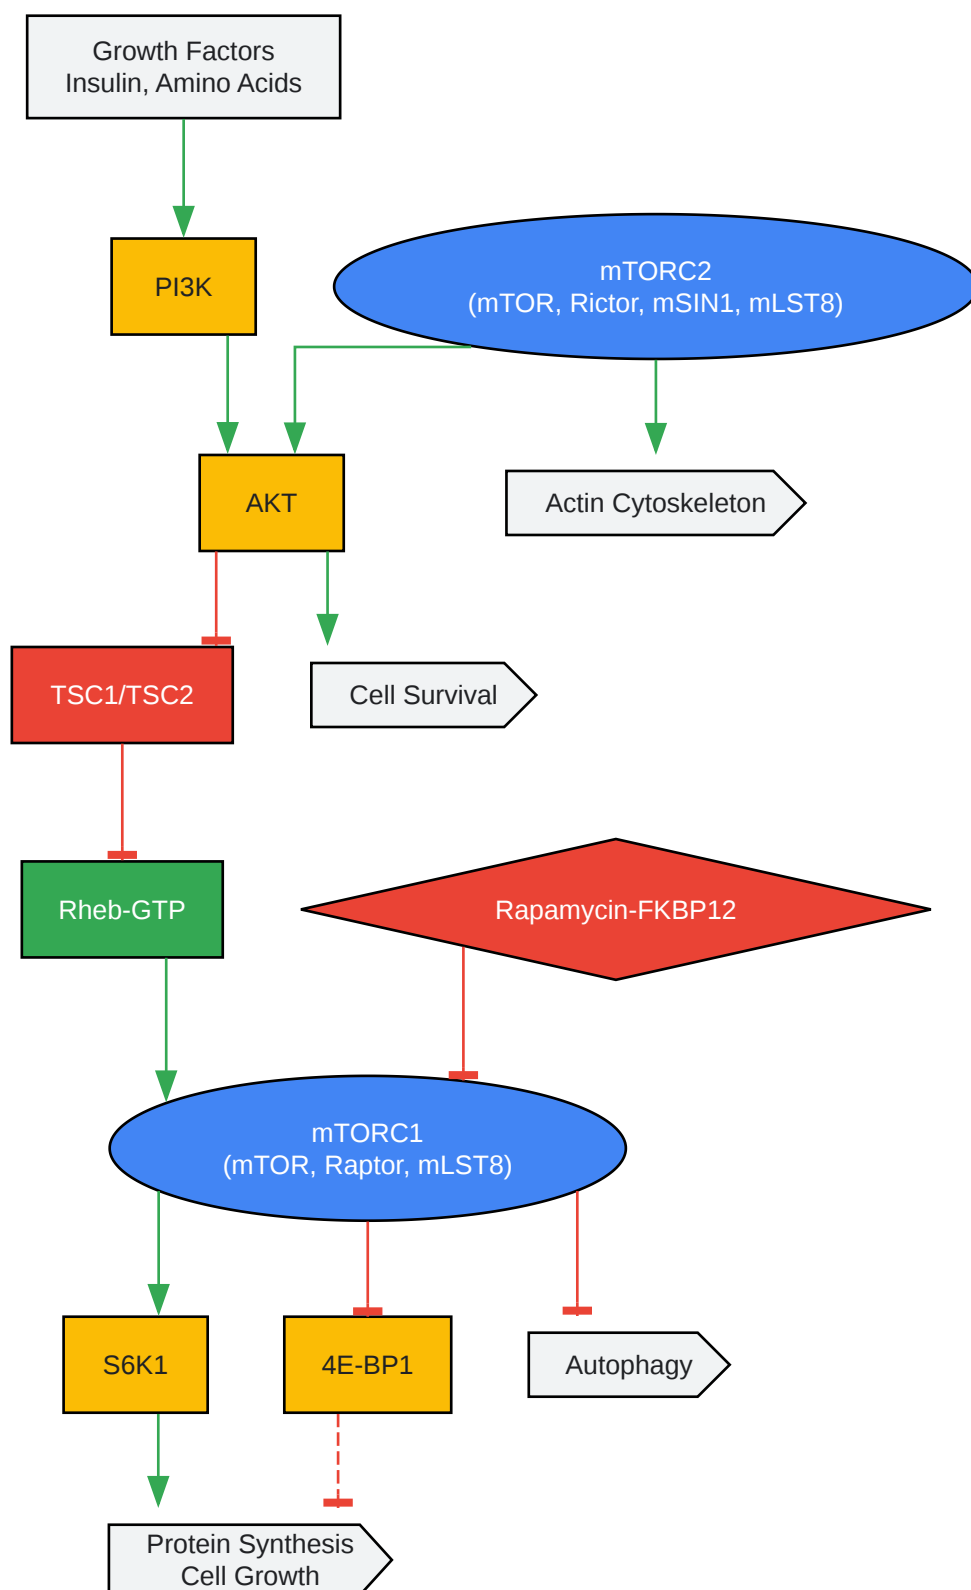 Growth Factors
Insulin, Amino Acids
PI3K
mTORC2
(mTOR, Rictor, mSIN1, mLST8)
AKT
Actin Cytoskeleton
TSC1/TSC2
Cell Survival
Rheb-GTP
Rapamycin-FKBP12
mTORC1
(mTOR, Raptor, mLST8)
S6K1
4E-BP1
Autophagy
Protein Synthesis
Cell Growth